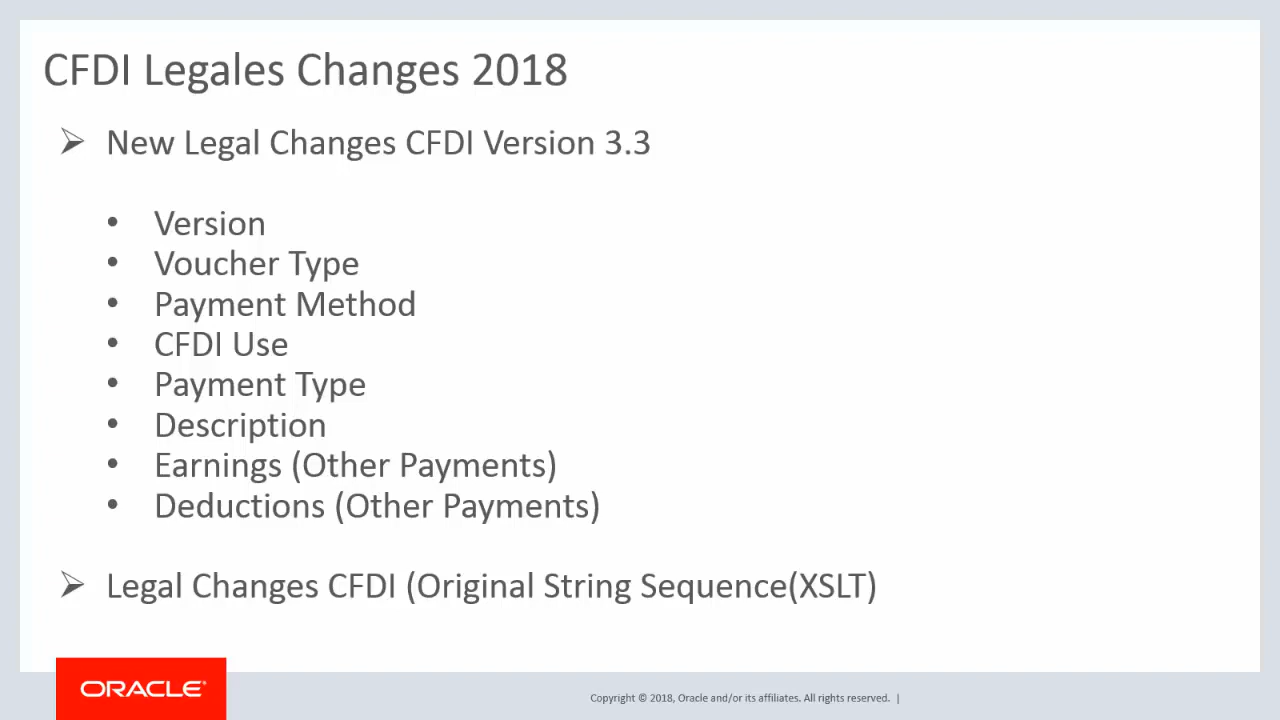 CFDI Legales Changes 2018
➢ New Legal Changes CFDI Version 3.3
• Version
• Voucher Type
• Payment Method
• CFDI Use
• Payment Type
• Description
• Earnings (Other Payments)
• Deductions (Other Payments)
➢ Legal Changes CFDI (Original String Sequence(XSLT)
ORACLE®
Copyright © 2018, Oracle and/or its affiliates. All rights reserved. |